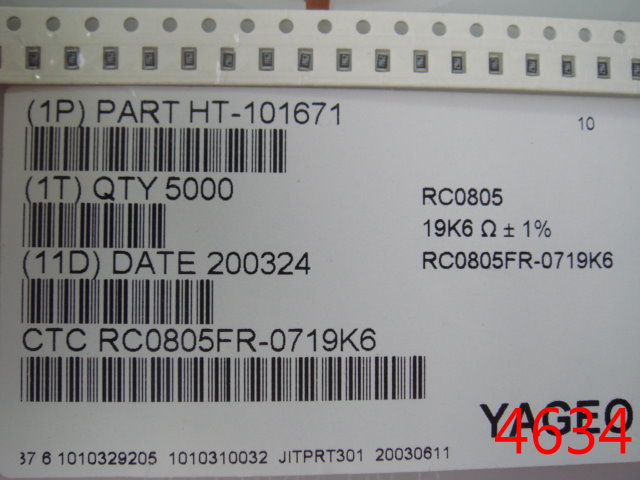 (1P) PART HT-101671
10
(1T) QTY 5000
RC0805
19K6 Ω ± 1%
(11D) DATE 200324
RC0805FR-0719K6
CTC RC0805FR-0719K6
YAGEO
4634
37 6 1010329205 1010310032 JITPRT301 20030611